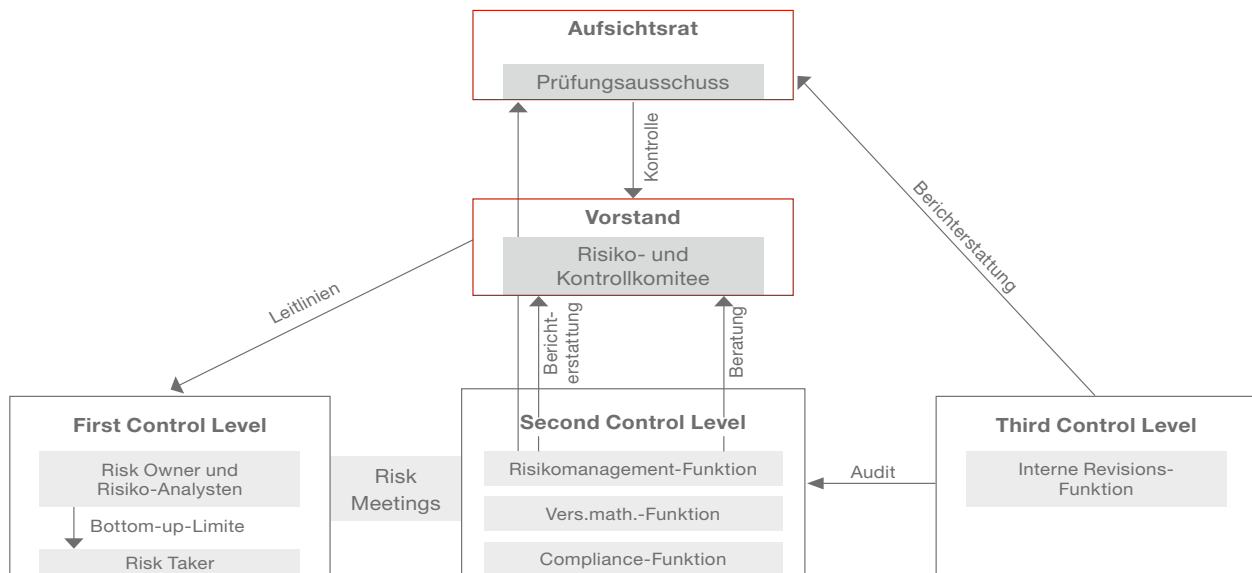 Aufsichtsrat
Prüfungsausschuss
Kontrolle
Berichterstattung
Vorstand
Risiko- und
Kontrollkomitee
Leitlinien
Bericht-
erstattung
Beratung
First Control Level
Risk Owner und
Risiko-Analysten
Bottom-up-Limite
Risk Taker
Risk
Meetings
Second Control Level
Risikomanagement-Funktion
Vers.math.-Funktion
Compliance-Funktion
Audit
Third Control Level
Interne Revisions-
Funktion